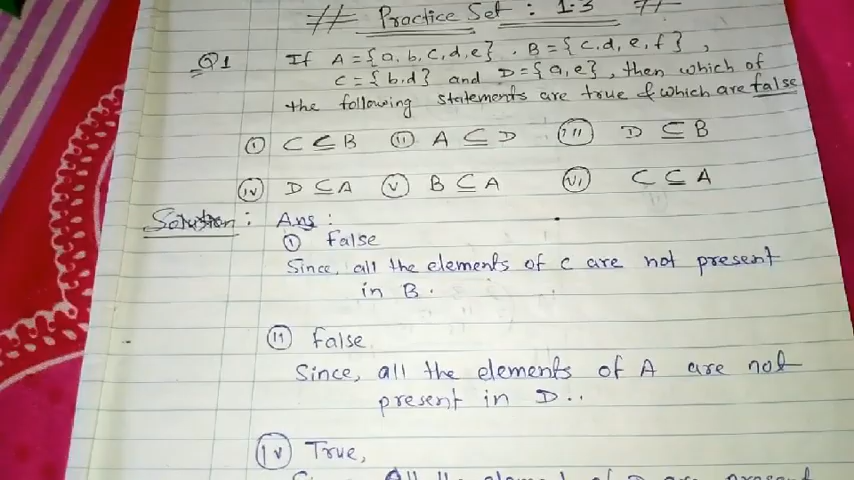 // Practice Set : 1.3 //
Q1 If A = {a, b, c, d, e} , B = {c, d, e, f} ,
C = {b, d} and D = {a, e} , then which of
the following statements are true & which are false
(i) C ⊆ B (ii) A ⊆ D (iii) D ⊆ B
(iv) D ⊆ A (v) B ⊆ A (vi) C ⊆ A
Solution : Ans :
(i) False
Since, all the elements of C are not present
in B.
(ii) False
Since, all the elements of A are not
present in D..
(iv) True,